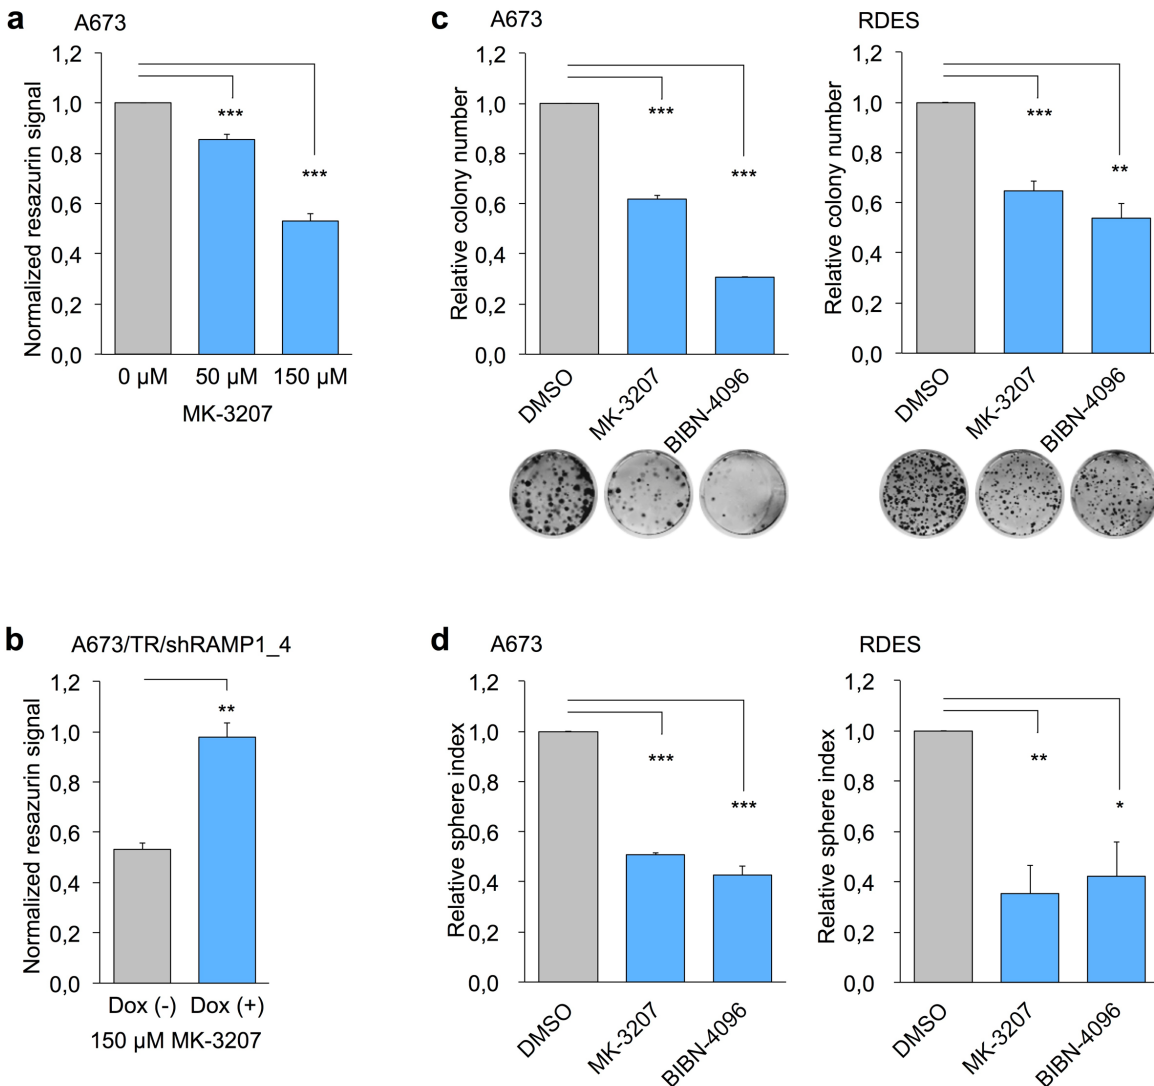 a
A673
Normalized resazurin signal
1,2
1,0
0,8
0,6
0,4
0,2
0,0
***
***
0 µM
50 µM
150 µM
MK-3207
c
A673
Relative colony number
1,2
1,0
0,8
0,6
0,4
0,2
0,0
***
***
DMSO
MK-3207
BIBN-4096
RDES
Relative colony number
1,2
1,0
0,8
0,6
0,4
0,2
0,0
***
**
DMSO
MK-3207
BIBN-4096
b
A673/TR/shRAMP1_4
Normalized resazurin signal
1,2
1,0
0,8
0,6
0,4
0,2
0,0
**
Dox (-)
Dox (+)
150 µM MK-3207
d
A673
Relative sphere index
1,2
1,0
0,8
0,6
0,4
0,2
0,0
***
***
DMSO
MK-3207
BIBN-4096
RDES
Relative sphere index
1,2
1,0
0,8
0,6
0,4
0,2
0,0
**
*
DMSO
MK-3207
BIBN-4096